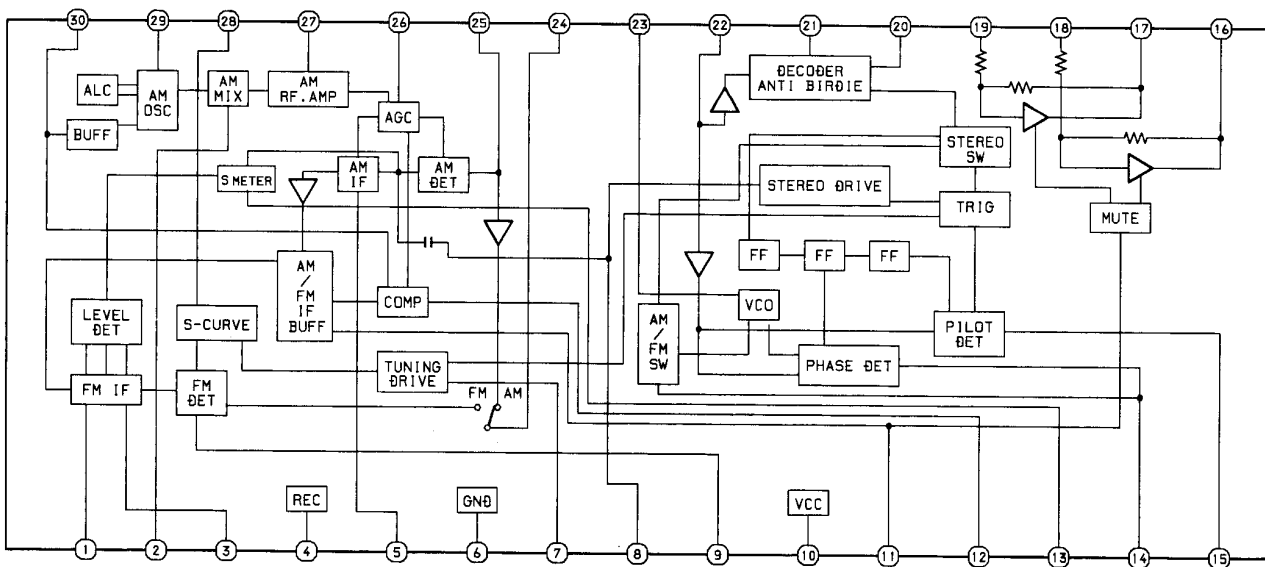 30 29 28 27 26 25 24 23 22 21 20 19 18 17 16
ALC
AM
OSC
AM
MIX
AM
RF.AMP
BUFF
AGC
S METER
AM
IF
AM
DET
DECODER
ANTI BIRDIE
STEREO
SW
STEREO DRIVE
TRIG
MUTE
FF
FF
FF
AM
/
FM
IF
BUFF
COMP
LEVEL
DET
S-CURVE
VCO
AM
/
FM
SW
PILOT
DET
PHASE DET
TUNING
DRIVE
FM IF
FM
DET
FM
AM
REC
GND
VCC
1 2 3 4 5 6 7 8 9 10 11 12 13 14 15